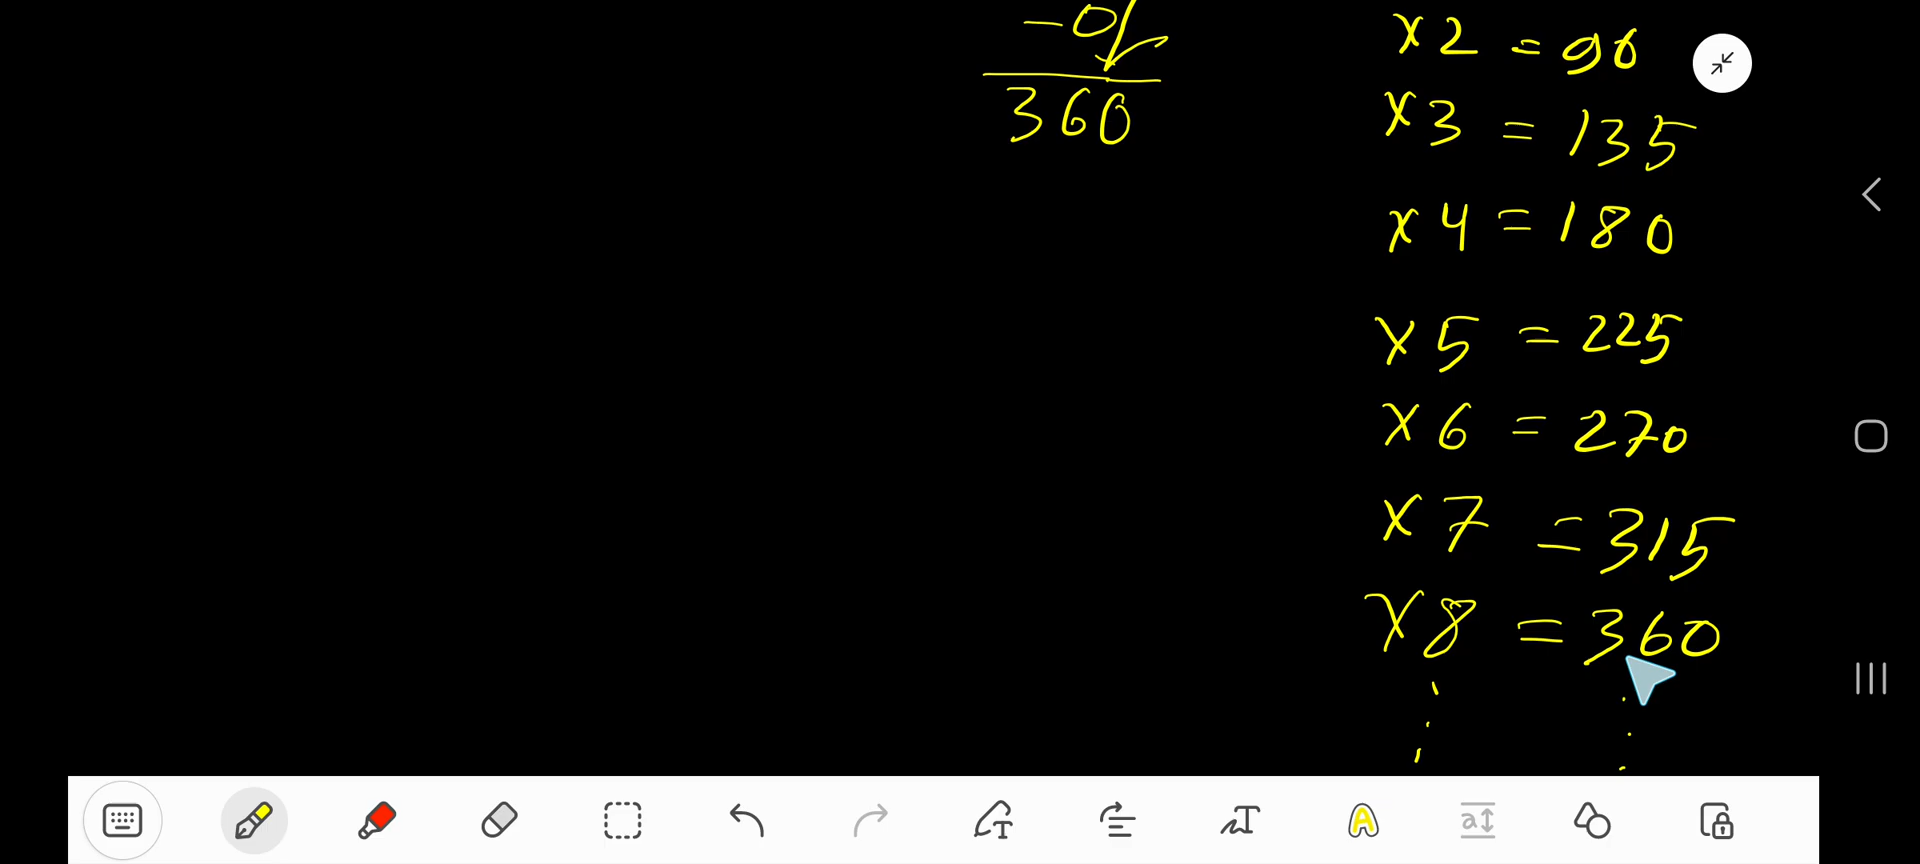 -0
360
x2 = 90
x3 = 135
x4 = 180
x5 = 225
x6 = 270
x7 = 315
x8 = 360